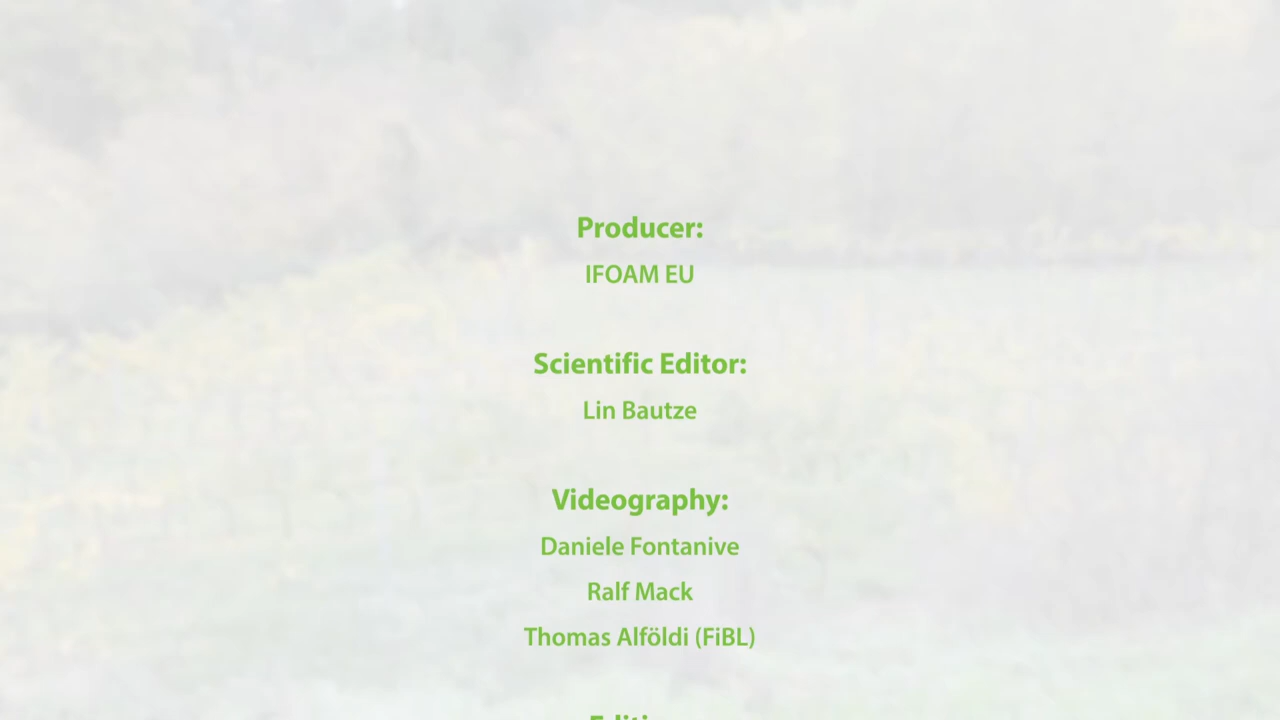 Producer:
IFOAM EU
Scientific Editor:
Lin Bautze
Videography:
Daniele Fontanive
Ralf Mack
Thomas Alföldi (FiBL)